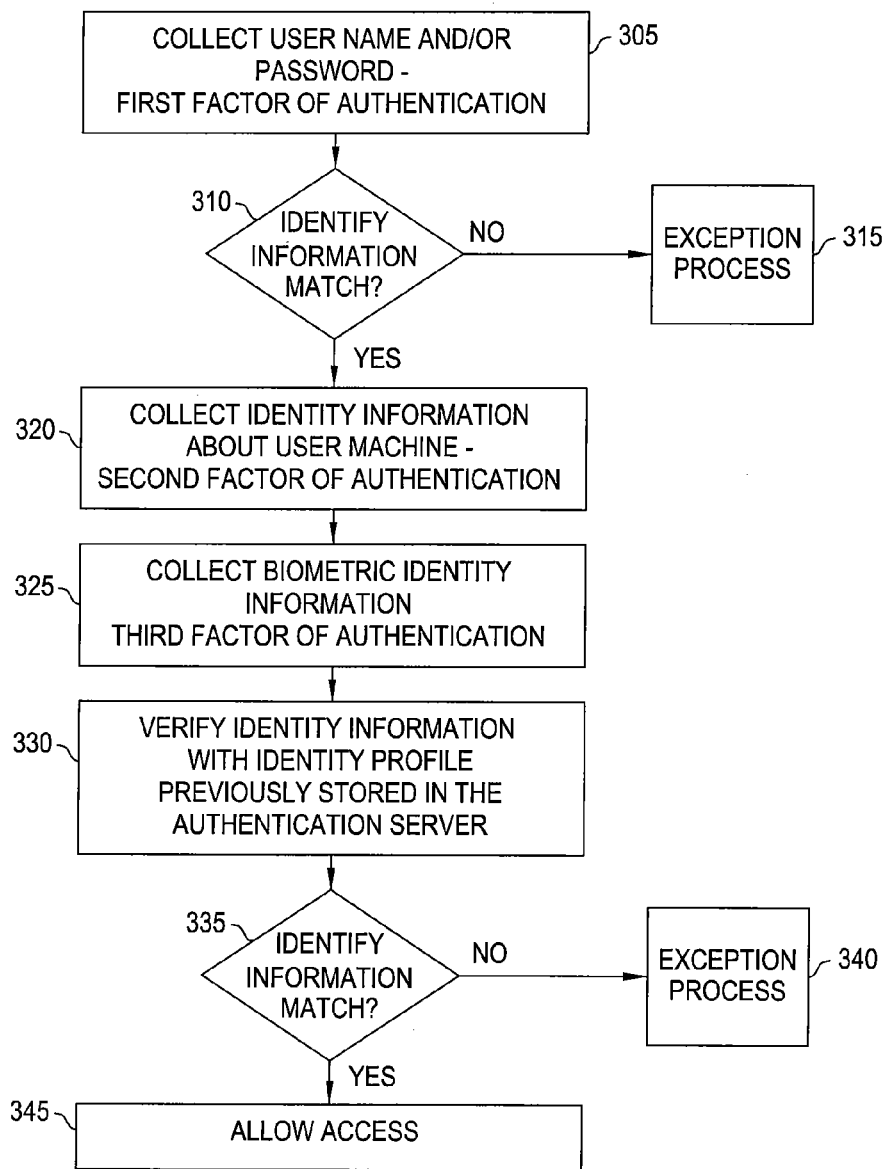 COLLECT USER NAME AND/OR
PASSWORD -
FIRST FACTOR OF AUTHENTICATION
305
310
IDENTIFY
INFORMATION
MATCH?
NO
EXCEPTION
PROCESS
315
YES
320
COLLECT IDENTITY INFORMATION
ABOUT USER MACHINE -
SECOND FACTOR OF AUTHENTICATION
325
COLLECT BIOMETRIC IDENTITY
INFORMATION
THIRD FACTOR OF AUTHENTICATION
330
VERIFY IDENTITY INFORMATION
WITH IDENTITY PROFILE
PREVIOUSLY STORED IN THE
AUTHENTICATION SERVER
335
IDENTIFY
INFORMATION
MATCH?
NO
EXCEPTION
PROCESS
340
YES
345
ALLOW ACCESS